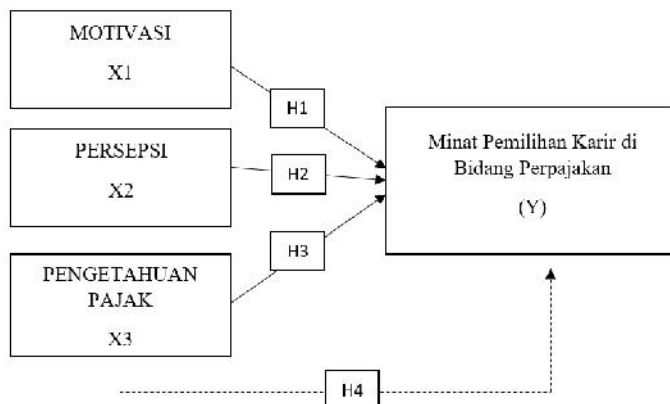 MOTIVASI
X1
H1
PERSEPSI
X2
H2
PENGETAHUAN
PAJAK
X3
H3
Minat Pemilihan Karir di
Bidang Perpajakan
(Y)
H4